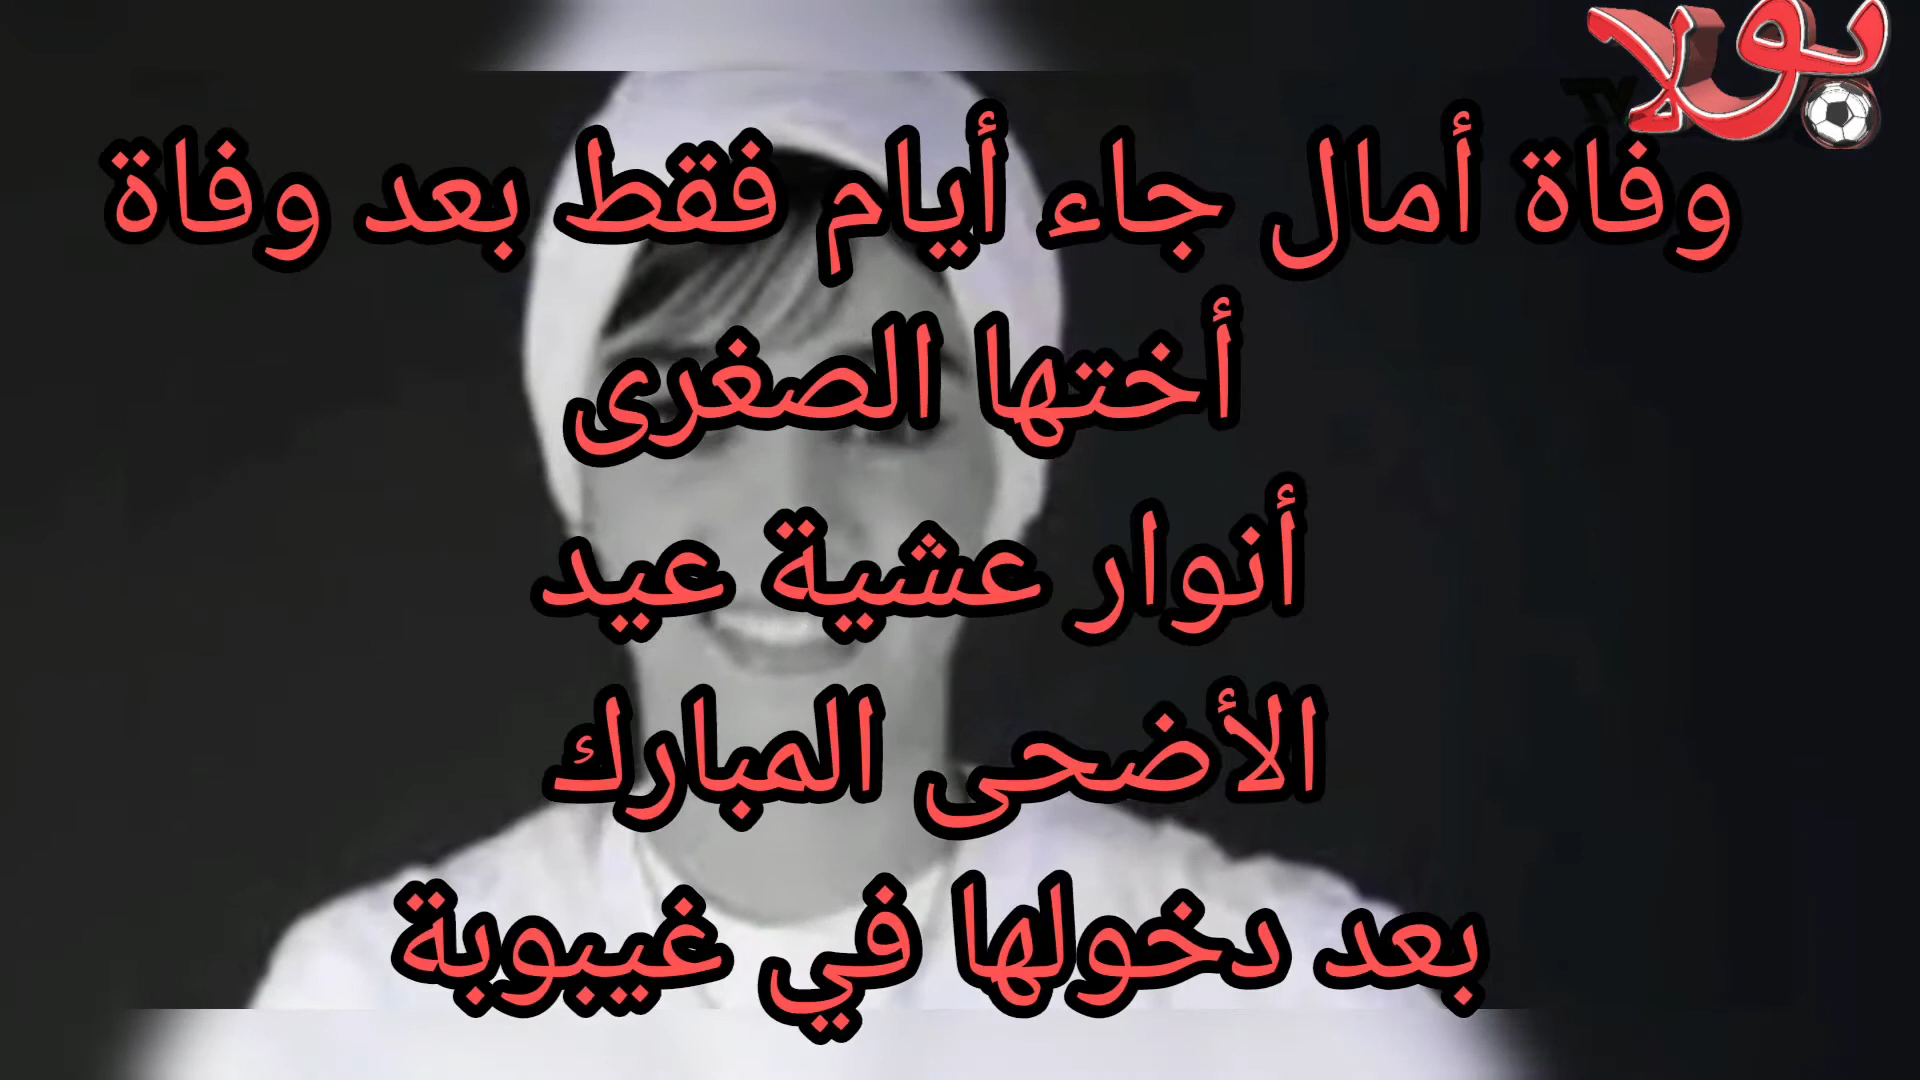 بولا
TV
وفاة أمال جاء أيام فقط بعد وفاة
أختها الصغرى
أنوار عشية عيد
الأضحى المبارك
بعد دخولها في غيبوبة